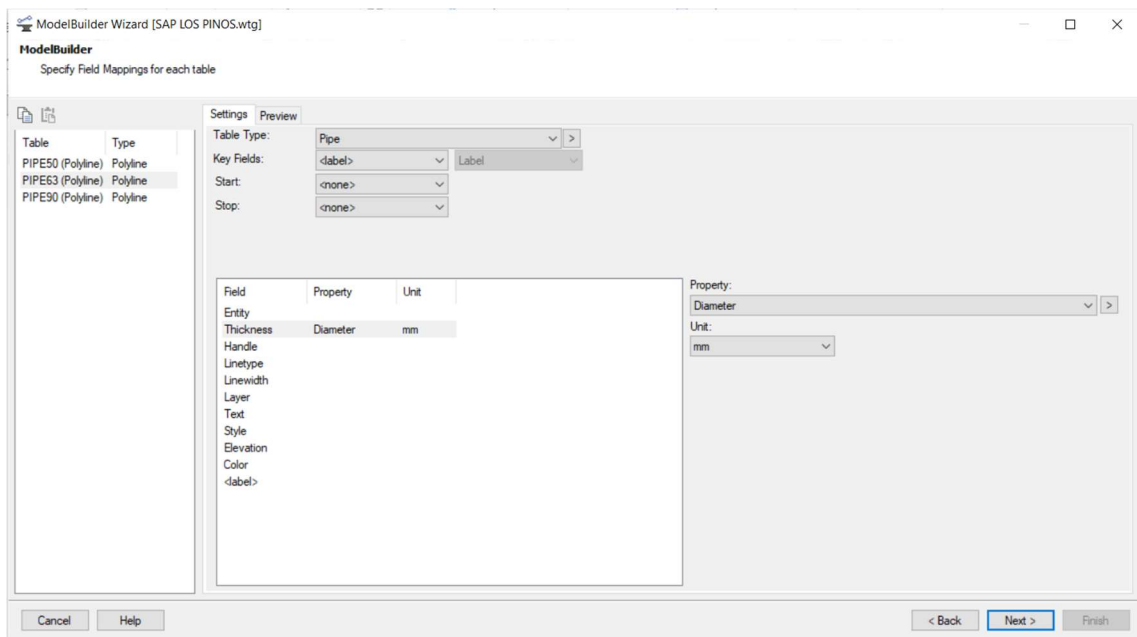 ModelBuilder Wizard [SAP LOS PINOS.wtg]
ModelBuilder
Specify Field Mappings for each table
Settings Preview
Table Type: Pipe >
Key Fields: <label> Label
Start: <none>
Stop: <none>
Table Type
PIPE50 (Polyline) Polyline
PIPE63 (Polyline) Polyline
PIPE90 (Polyline) Polyline
Field Property Unit
Entity
Thickness Diameter mm
Handle
Linetype
Linewidth
Layer
Text
Style
Elevation
Color
<label>
Property:
Diameter >
Unit:
mm
Cancel Help < Back Next > Finish